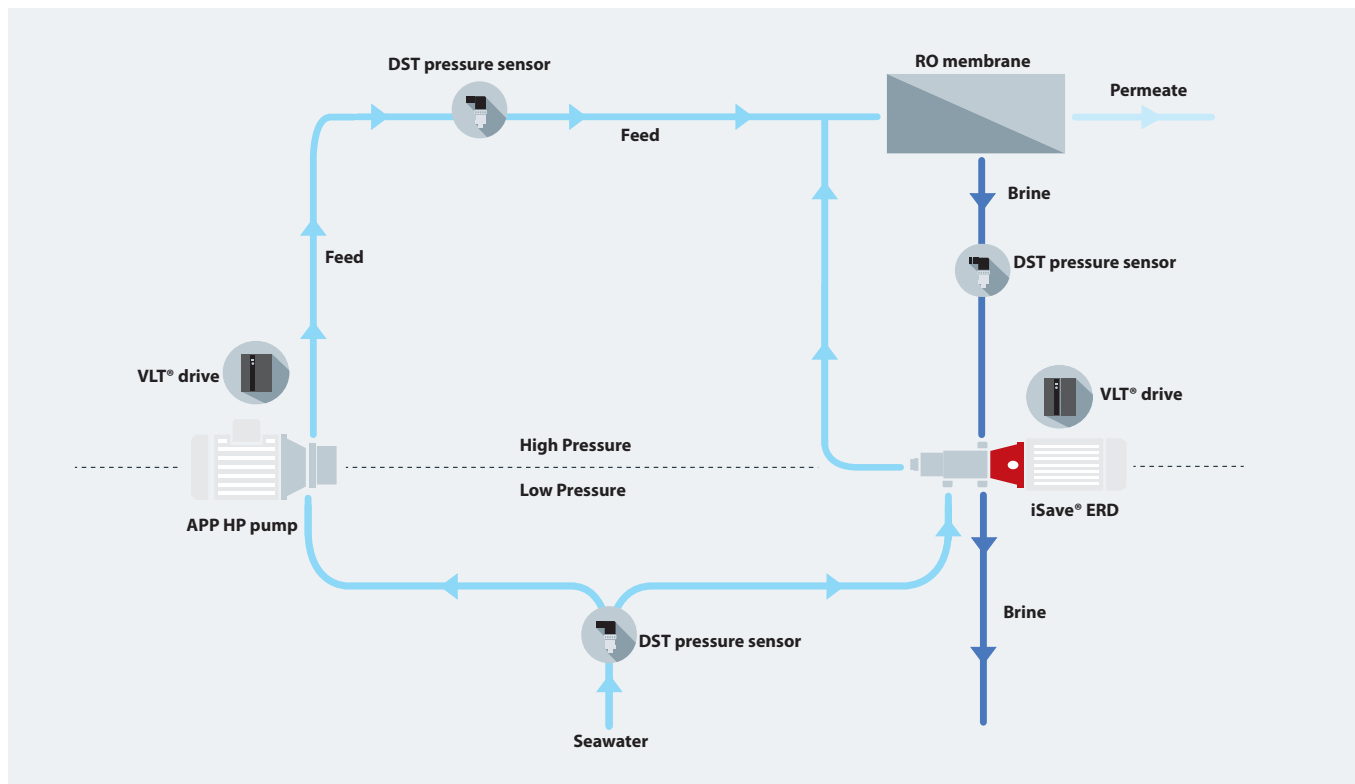 DST pressure sensor
RO membrane
Permeate
Feed
Brine
Feed
DST pressure sensor
VLT® drive
VLT® drive
High Pressure
Low Pressure
APP HP pump
iSave® ERD
Brine
DST pressure sensor
Seawater